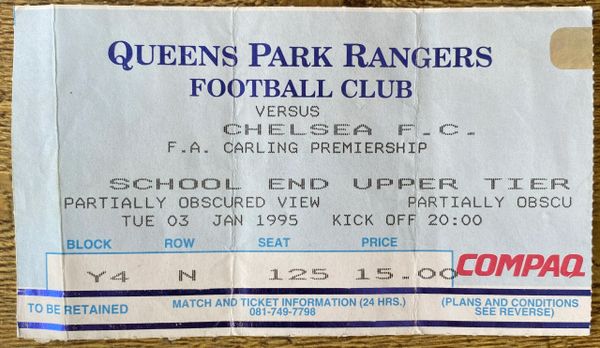 QUEENS PARK RANGERS
FOOTBALL CLUB
VERSUS
CHELSEA F.C.
F.A. CARLING PREMIERSHIP
SCHOOL END UPPER TIER
PARTIALLY OBSCURED VIEW PARTIALLY OBSCU
TUE 03 JAN 1995 KICK OFF 20:00
BLOCK ROW SEAT PRICE
Y4 N 125 15.00 COMPAQ
TO BE RETAINED MATCH AND TICKET INFORMATION (24 HRS.) (PLANS AND CONDITIONS
081-749-7798 SEE REVERSE)